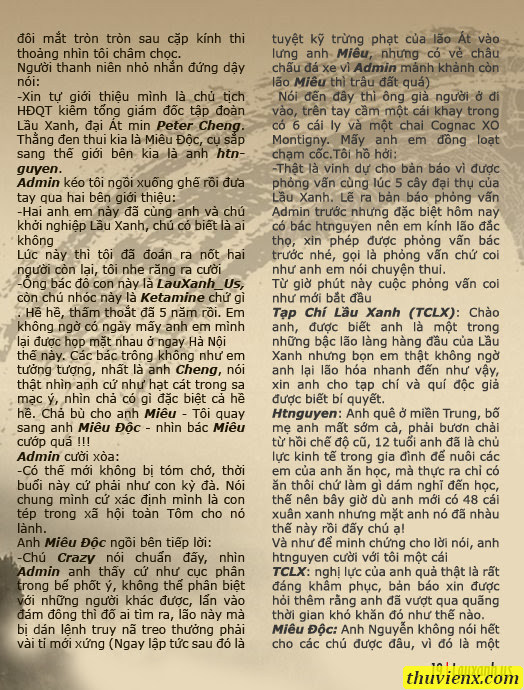 đôi mắt tròn tròn sau cặp kính thi
thoảng nhìn tôi châm chọc.
Người thanh niên nhỏ nhắn đứng dậy
nói:
-Xin tự giới thiệu mình là chủ tịch
HĐQT kiêm tổng giám đốc tập đoàn
Lầu Xanh, đại Át min Peter Cheng.
Thằng đen thui kia là Miêu Độc, cụ sắp
sang thế giới bên kia là anh htn-
guyen.
Admin kéo tôi ngồi xuống ghế rồi đưa
tay qua hai bên giới thiệu:
-Hai anh em này đã cùng anh và chú
khởi nghiệp Lầu Xanh, chú có biết là ai
không
Lúc này thì tôi đã đoán ra nốt hai
người còn lại, tôi nhe răng ra cười
-Ông bác đô con này là LauXanh_Us,
còn chú nhóc này là Ketamine chứ gì
. Hề hề, thấm thoắt đã 5 năm rồi. Em
không ngờ có ngày mấy anh em mình
lại được họp mặt nhau ở ngay Hà Nội
thế này. Các bác trông không như em
tưởng tượng, nhất là anh Cheng, nói
thật nhìn anh cứ như hạt cát trong sa
mạc ý, nhìn chả có gì đặc biệt cả hề
hề. Chả bù cho anh Miêu - Tôi quay
sang anh Miêu Độc - nhìn bác Miêu
cướp quá !!!
Admin cười xòa:
-Có thế mới không bị tóm chớ, thời
buổi này cứ phải như con kỳ đà. Nói
chung mình cứ xác định mình là con
tép trong xã hội toàn Tôm cho nó
lành.
Anh Miêu Độc ngồi bên tiếp lời:
-Chú Crazy nói chuẩn đấy, nhìn
Admin anh thấy cứ như cục phân
trong bể phốt ý, không thể phân biệt
với những người khác được, lẩn vào
đám đông thì đố ai tìm ra, lão này mà
bị dán lệnh truy nã treo thưởng phải
vài tỉ mới xứng (Ngay lập tức sau đó là
tuyệt kỹ trừng phạt của lão Át vào
lưng anh Miêu, nhưng có vẻ châu
chấu đá xe vì Admin mảnh khảnh còn
lão Miêu thì trâu đất quá)
Nói đến đây thì ông già người ở đi
vào, trên tay cầm một cái khay trong
có 6 cái ly và một chai Cognac XO
Montigny. Mấy anh em đồng loạt
chạm cốc.Tôi hồ hởi:
-Thật là vinh dự cho bản báo vì được
phỏng vấn cùng lúc 5 cây đại thụ của
Lầu Xanh. Lẽ ra bản báo phỏng vấn
Admin trước nhưng đặc biệt hôm nay
có bác htnguyen nên em kính lão đắc
thọ, xin phép được phỏng vấn bác
trước nhé, gọi là phỏng vấn chứ coi
như anh em nói chuyện thui.
Từ giờ phút này cuộc phỏng vấn coi
như mới bắt đầu
Tạp Chí Lầu Xanh (TCLX): Chào
anh, được biết anh là một trong
những bậc lão làng hàng đầu của Lầu
Xanh nhưng bọn em thật không ngờ
anh lại lão hóa nhanh đến như vậy,
xin anh cho tạp chí và quí độc giả
được biết bí quyết.
Htnguyen: Anh quê ở miền Trung, bố
mẹ anh mất sớm cả, phải bươn chải
từ hồi chế độ cũ, 12 tuổi anh đã là chủ
lực kinh tế trong gia đình để nuôi các
em của anh ăn học, mà thực ra chỉ có
ăn thôi chứ làm gì dám nghĩ đến học,
thế nên bây giờ dù anh mới có 48 cái
xuân xanh nhưng mặt anh nó đã nhàu
thế này rồi đấy chú ạ!
Và như để minh chứng cho lời nói, anh
htnguyen cười với tôi một cái
TCLX: nghị lực của anh quả thật là rất
đáng khâm phục, bản báo xin được
hỏi thêm rằng anh đã vượt qua quãng
thời gian khó khăn đó như thế nào.
Miêu Độc: Anh Nguyễn không nói hết
cho các chú được đâu, vì đó là một
19 | Lauxanh.us
thuvienx.com